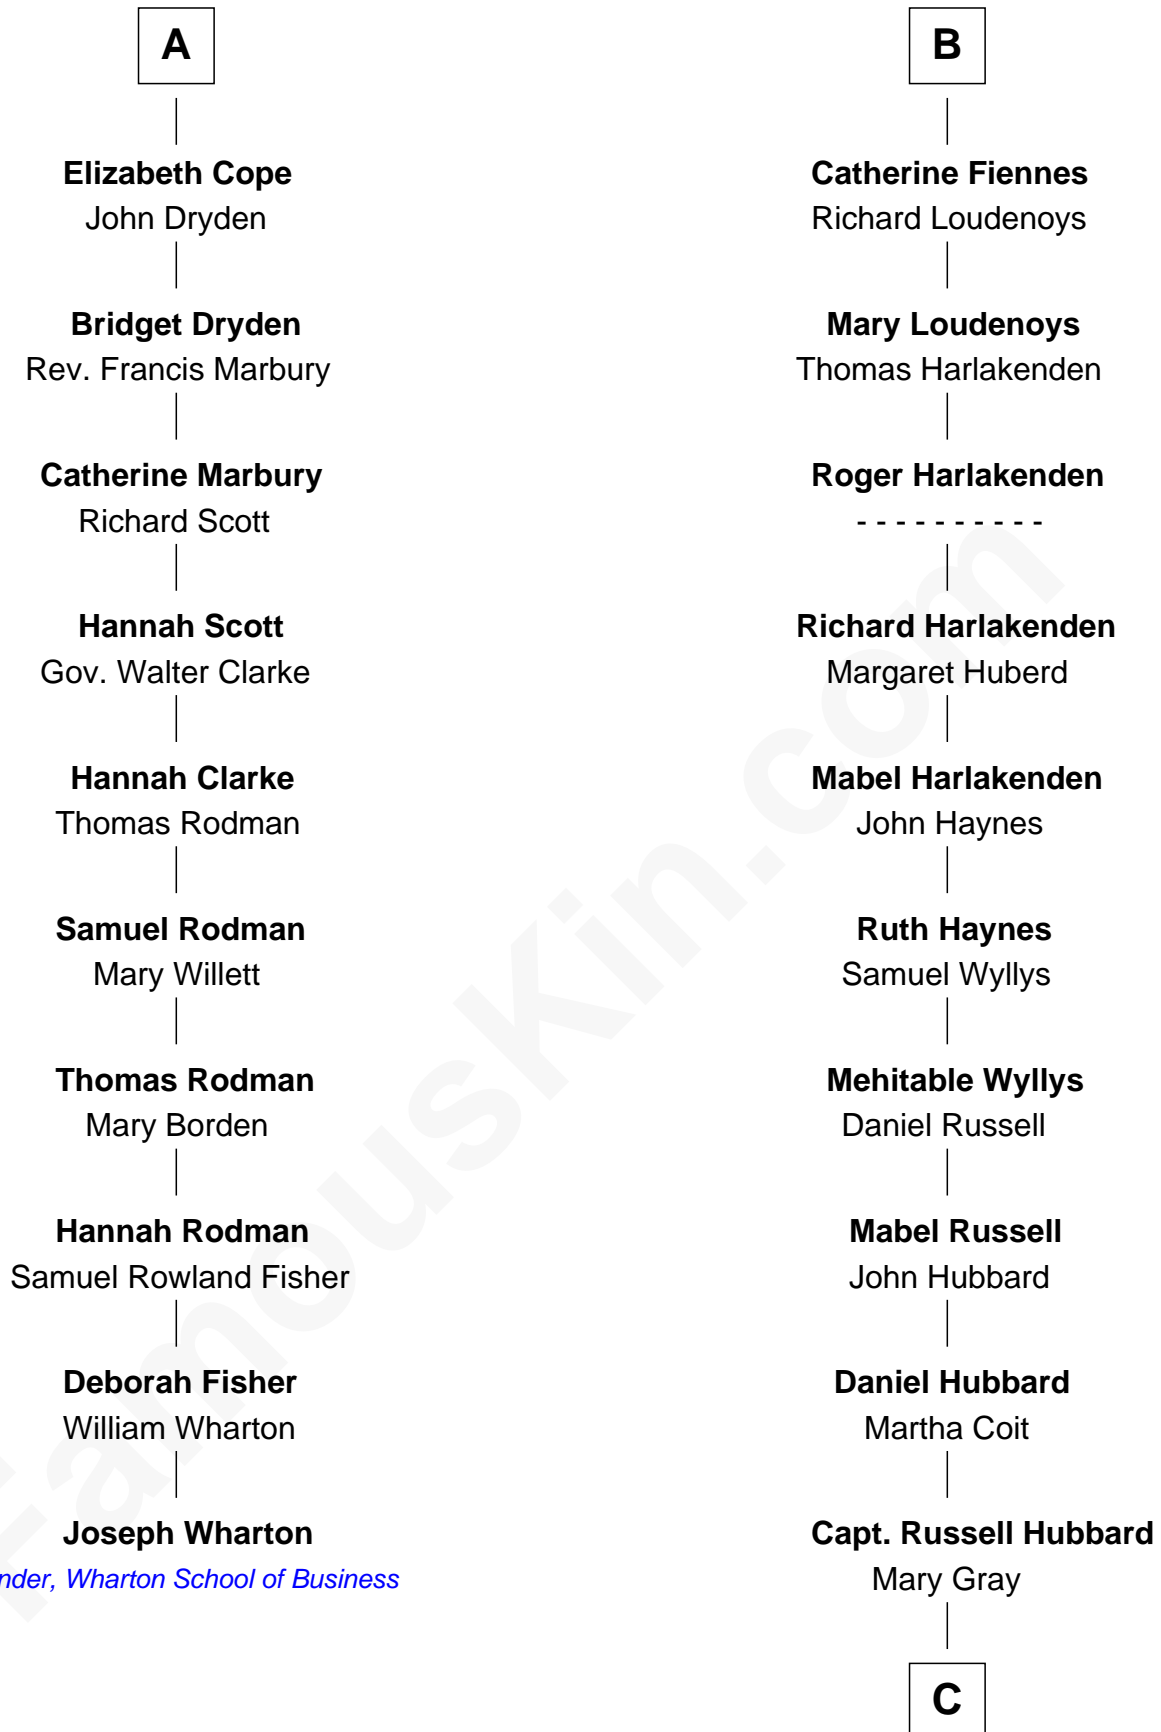 A
Elizabeth Cope
John Dryden
Bridget Dryden
Rev. Francis Marbury
Catherine Marbury
Richard Scott
Hannah Scott
Gov. Walter Clarke
Hannah Clarke
Thomas Rodman
Samuel Rodman
Mary Willett
Thomas Rodman
Mary Borden
Hannah Rodman
Samuel Rowland Fisher
Deborah Fisher
William Wharton
Joseph Wharton
nder, Wharton School of Business
B
Catherine Fiennes
Richard Loudenoys
Mary Loudenoys
Thomas Harlakenden
Roger Harlakenden
- - - - - - - - - -
Richard Harlakenden
Margaret Huberd
Mabel Harlakenden
John Haynes
Ruth Haynes
Samuel Wyllys
Mehitable Wyllys
Daniel Russell
Mabel Russell
John Hubbard
Daniel Hubbard
Martha Coit
Capt. Russell Hubbard
Mary Gray
C
FamousKin.com